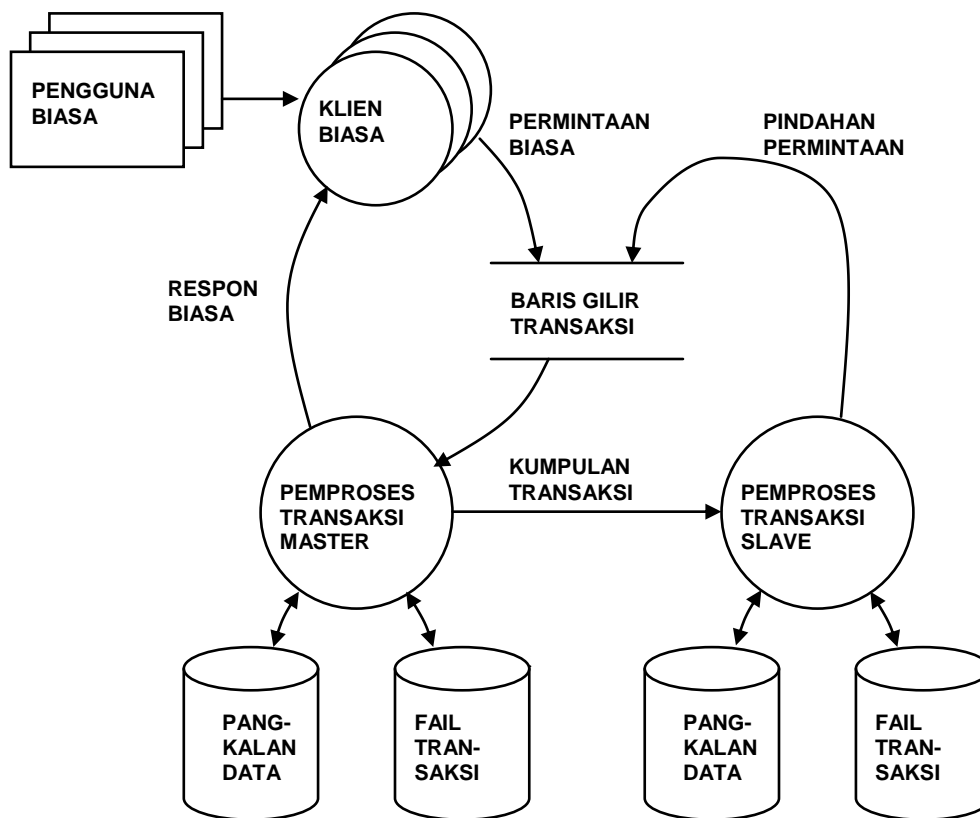 PENGGUNA
BIASA
KLIEN
BIASA
PERMINTAAN
BIASA
PINDAHAN
PERMINTAAN
RESPON
BIASA
BARIS GILIR
TRANSAKSI
PEMPROSES
TRANSAKSI
MASTER
KUMPULAN
TRANSAKSI
PEMPROSES
TRANSAKSI
SLAVE
PANG-
KALAN
DATA
FAIL
TRAN-
SAKSI
PANG-
KALAN
DATA
FAIL
TRAN-
SAKSI